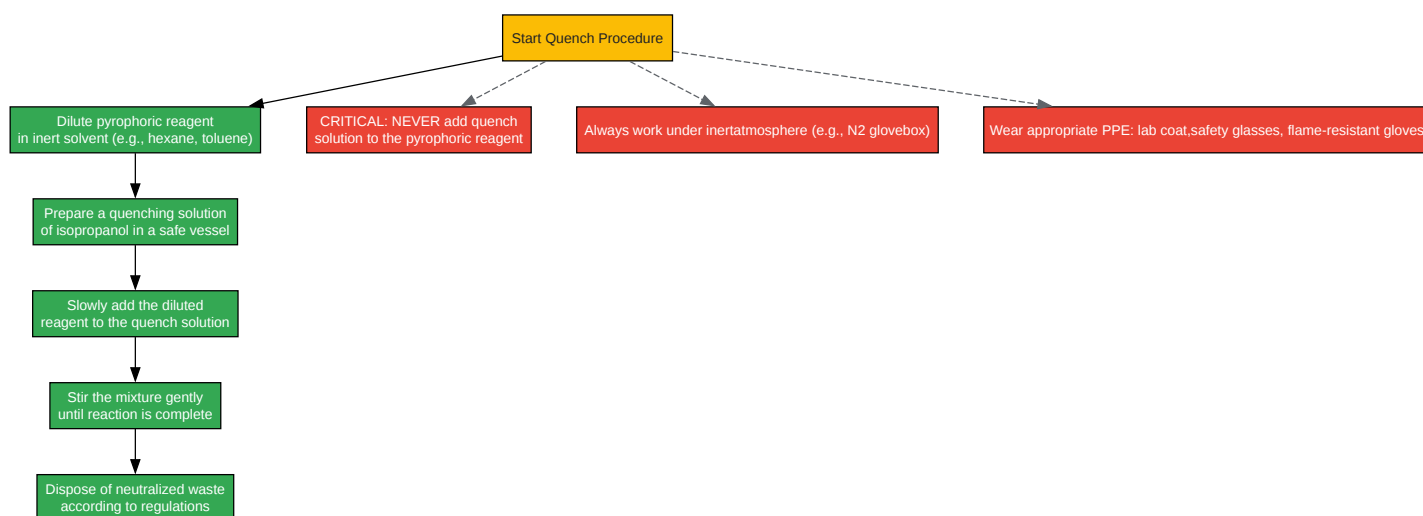 Start Quench Procedure
Dilute pyrophoric reagent
in inert solvent (e.g., hexane, toluene)
CRITICAL: NEVER add quench
solution to the pyrophoric reagent
Always work under inertatmosphere (e.g., N2 glovebox)
Wear appropriate PPE: lab coat,safety glasses, flame-resistant gloves
Prepare a quenching solution
of isopropanol in a safe vessel
Slowly add the diluted
reagent to the quench solution
Stir the mixture gently
until reaction is complete
Dispose of neutralized waste
according to regulations